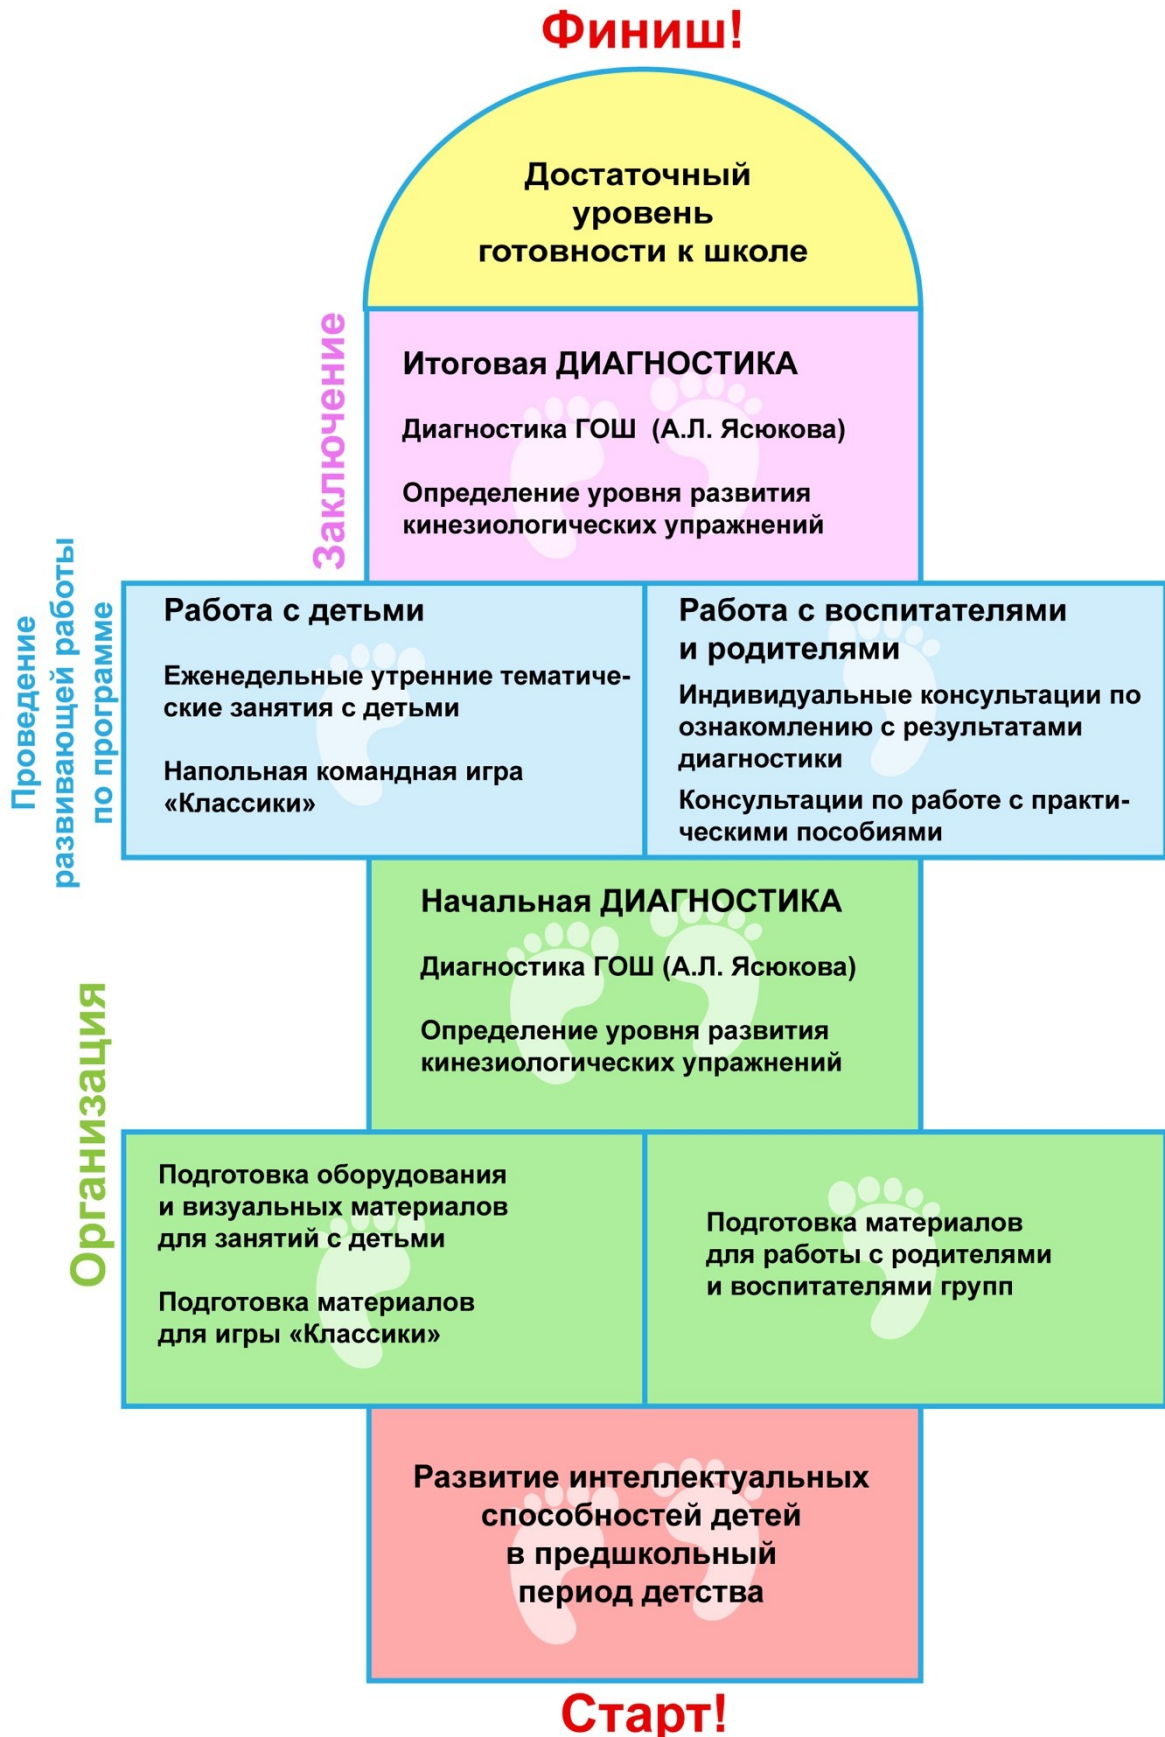 Финиш!
Достаточный
уровень
готовности к школе
Заключение
Итоговая ДИАГНОСТИКА
Диагностика ГОШ (А.Л. Ясюкова)
Определение уровня развития
кинезиологических упражнений
Проведение
развивающей работы
по программе
Работа с детьми
Еженедельные утренние тематиче-
ские занятия с детьми
Напольная командная игра
«Классики»
Работа с воспитателями
и родителями
Индивидуальные консультации по
ознакомлению с результатами
диагностики
Консультации по работе с практи-
ческими пособиями
Организация
Начальная ДИАГНОСТИКА
Диагностика ГОШ (А.Л. Ясюкова)
Определение уровня развития
кинезиологических упражнений
Подготовка оборудования
и визуальных материалов
для занятий с детьми
Подготовка материалов
для игры «Классики»
Подготовка материалов
для работы с родителями
и воспитателями групп
Развитие интеллектуальных
способностей детей
в предшкольный
период детства
Старт!